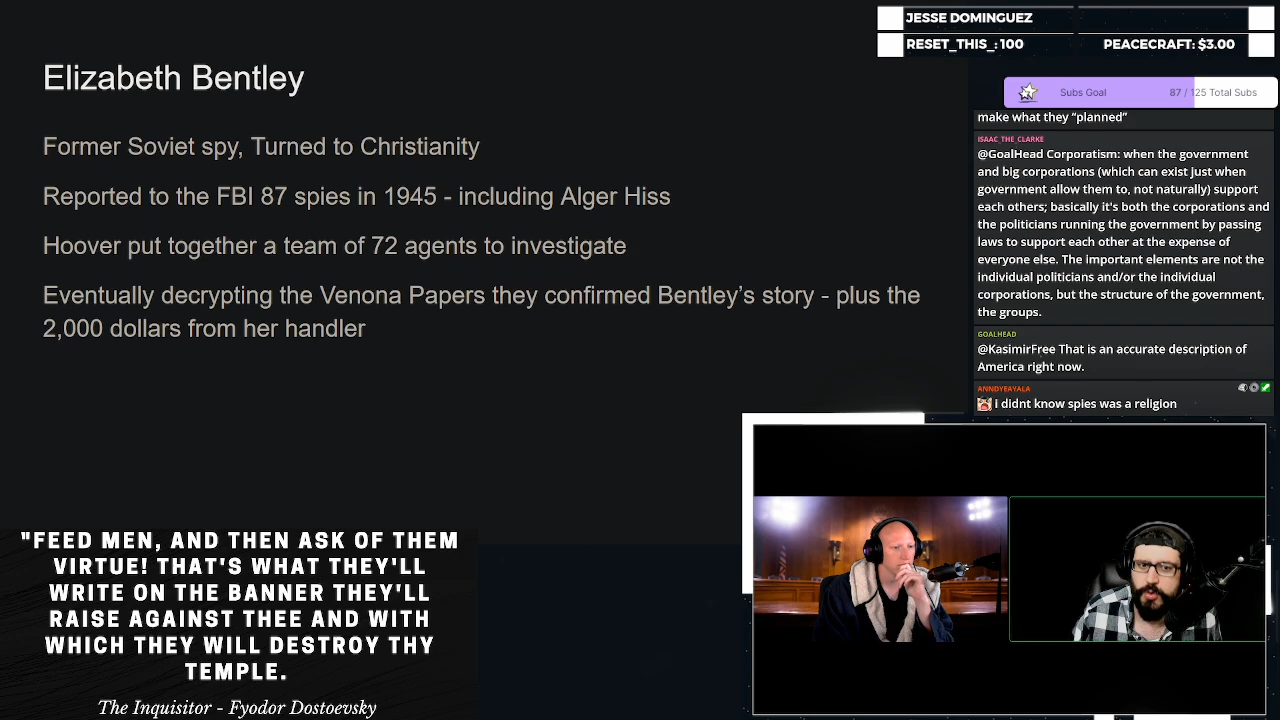 JESSE DOMINGUEZ
RESET_THIS_: 100
PEACECRAFT: $3.00
Elizabeth Bentley
Former Soviet spy, Turned to Christianity
Reported to the FBI 87 spies in 1945 - including Alger Hiss
Hoover put together a team of 72 agents to investigate
Eventually decrypting the Venona Papers they confirmed Bentley's story - plus the
2,000 dollars from her handler
Subs Goal
87 / 125 Total Subs
make what they “planned”
ISAAC_THE_CLARKE
@GoalHead Corporatism: when the government
and big corporations (which can exist just when
government allow them to, not naturally) support
each others; basically it's both the corporations and
the politicians running the government by passing
laws to support each other at the expense of
everyone else. The important elements are not the
individual politicians and/or the individual
corporations, but the structure of the government,
the groups.
GOALHEAD
@KasimirFree That is an accurate description of
America right now.
ANNDYEAYALA
i didnt know spies was a religion
"FEED MEN, AND THEN ASK OF THEM
VIRTUE! THAT'S WHAT THEY'LL
WRITE ON THE BANNER THEY'LL
RAISE AGAINST THEE AND WITH
WHICH THEY WILL DESTROY THY
TEMPLE.
The Inquisitor - Fyodor Dostoevsky